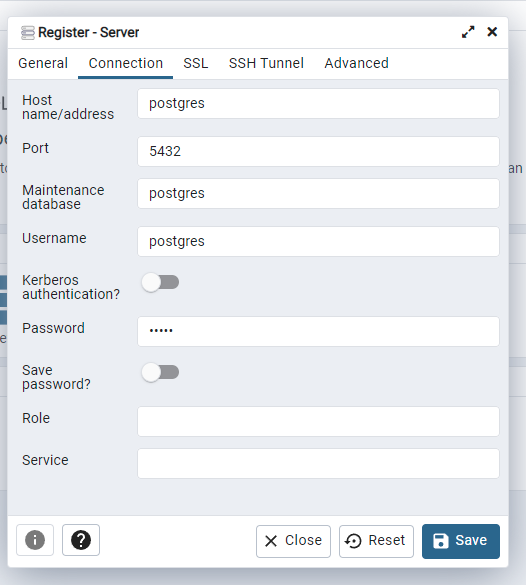 Register - Server
General Connection SSL SSH Tunnel Advanced
Host
name/address
postgres
Port
5432
Maintenance
database
postgres
Username
postgres
Kerberos
authentication?
Password
•••••
Save
password?
Role
Service
Close Reset Save
an